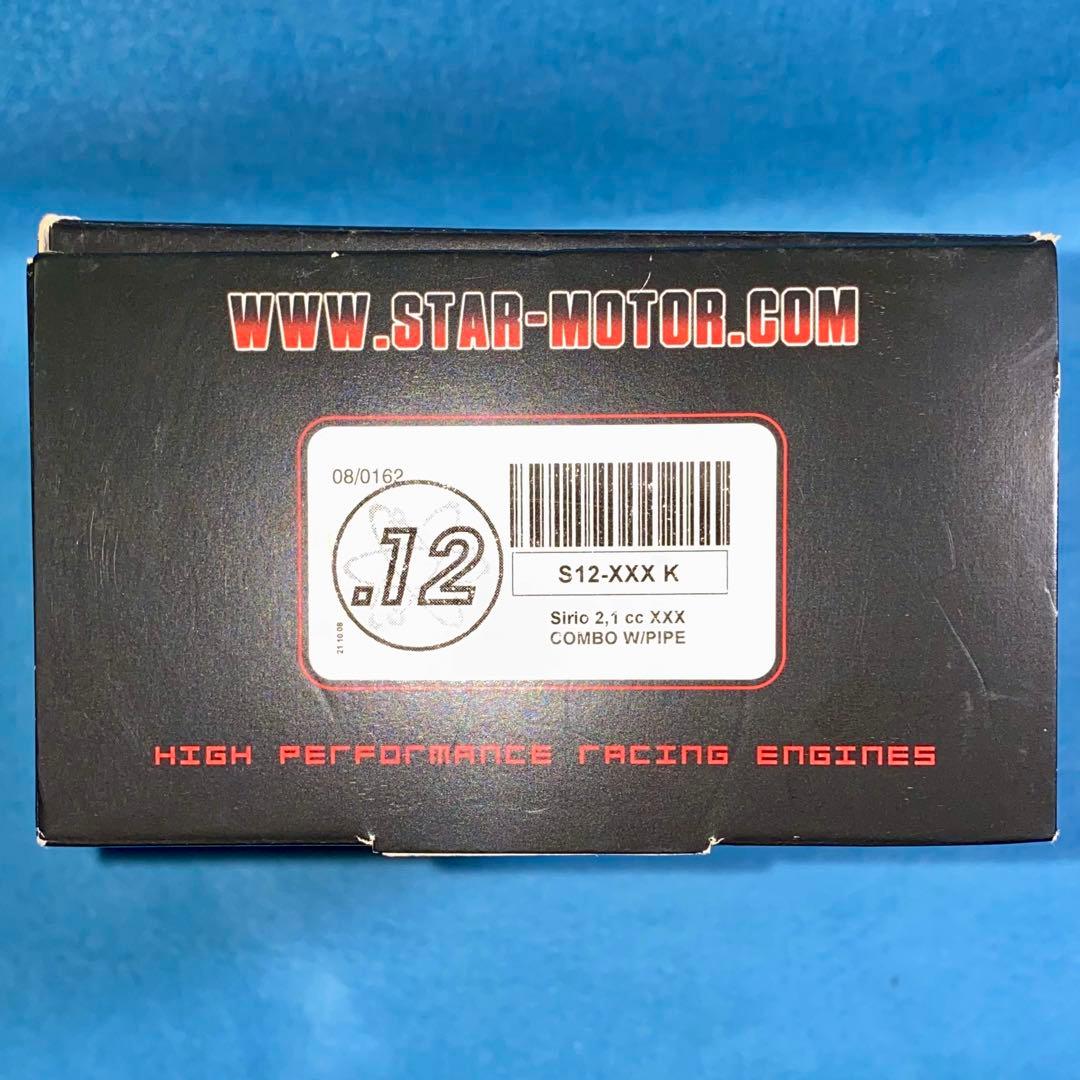 WWW.STAR-MOTOR.COM
08/0162
.12
S12-XXX K
Sirio 2,1 cc XXX
COMBO W/PIPE
21 10 08
HIGH PERFORMANCE RACING ENGINES